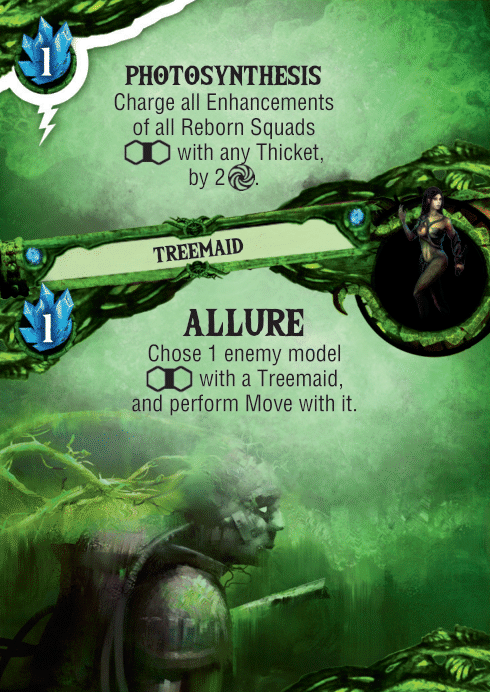 1
PHOTOSYNTHESIS
Charge all Enhancements
of all Reborn Squads
with any Thicket,
by 2.
TREEMAID
1
ALLURE
Chose 1 enemy model
with a Treemaid,
and perform Move with it.